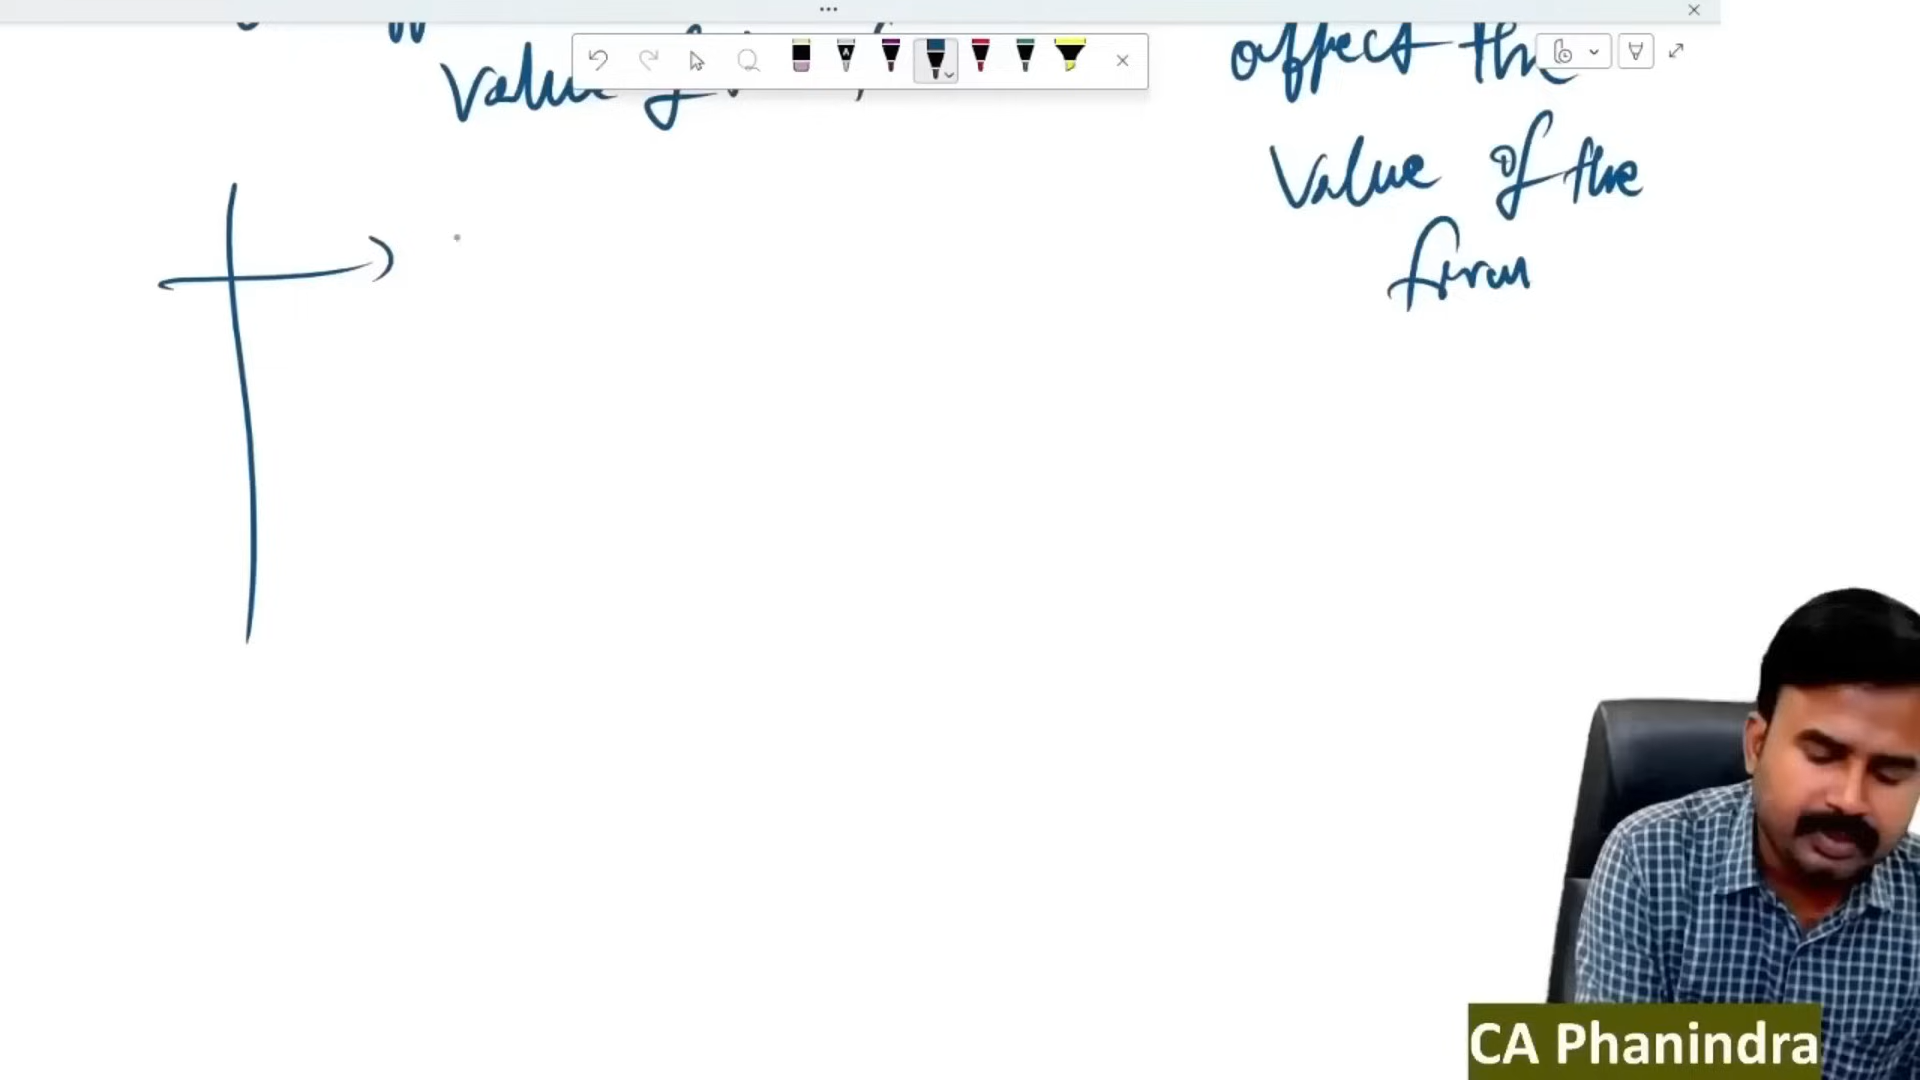 Value
affect the
Value of the
firm
CA Phanindra